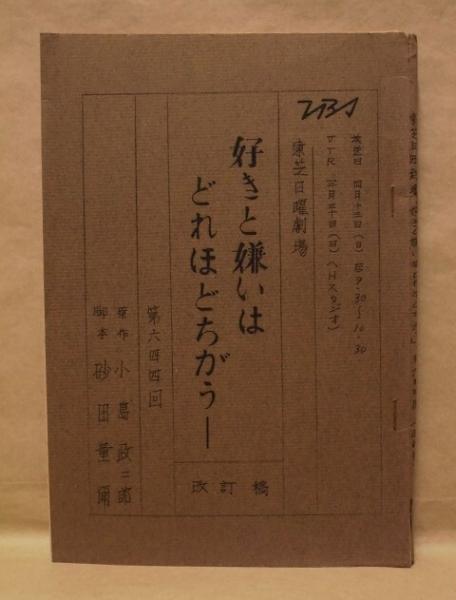 TBS
放送日 四月十三日（日）后9.30〜10.30
VTR 三月三十日（日）（Hスタジオ）
東芝日曜劇場
好きと嫌いは
どれほどちがう―
改訂稿
第六四四回
原作 小島政二郎
脚本 砂田量爾